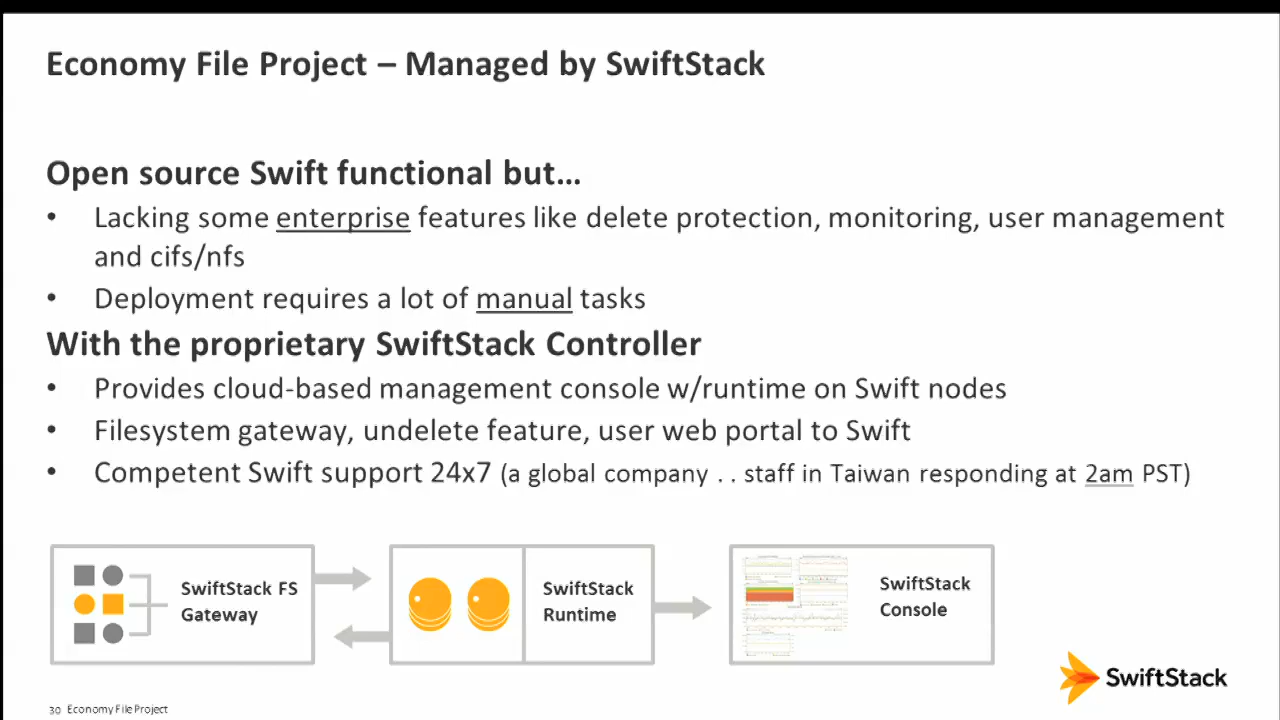 Economy File Project – Managed by SwiftStack
Open source Swift functional but…
• Lacking some enterprise features like delete protection, monitoring, user management
and cifs/nfs
• Deployment requires a lot of manual tasks
With the proprietary SwiftStack Controller
• Provides cloud-based management console w/runtime on Swift nodes
• Filesystem gateway, undelete feature, user web portal to Swift
• Competent Swift support 24x7 (a global company . . staff in Taiwan responding at 2am PST)
SwiftStack FS
Gateway
SwiftStack
Runtime
SwiftStack
Console
SwiftStack
30 Economy File Project